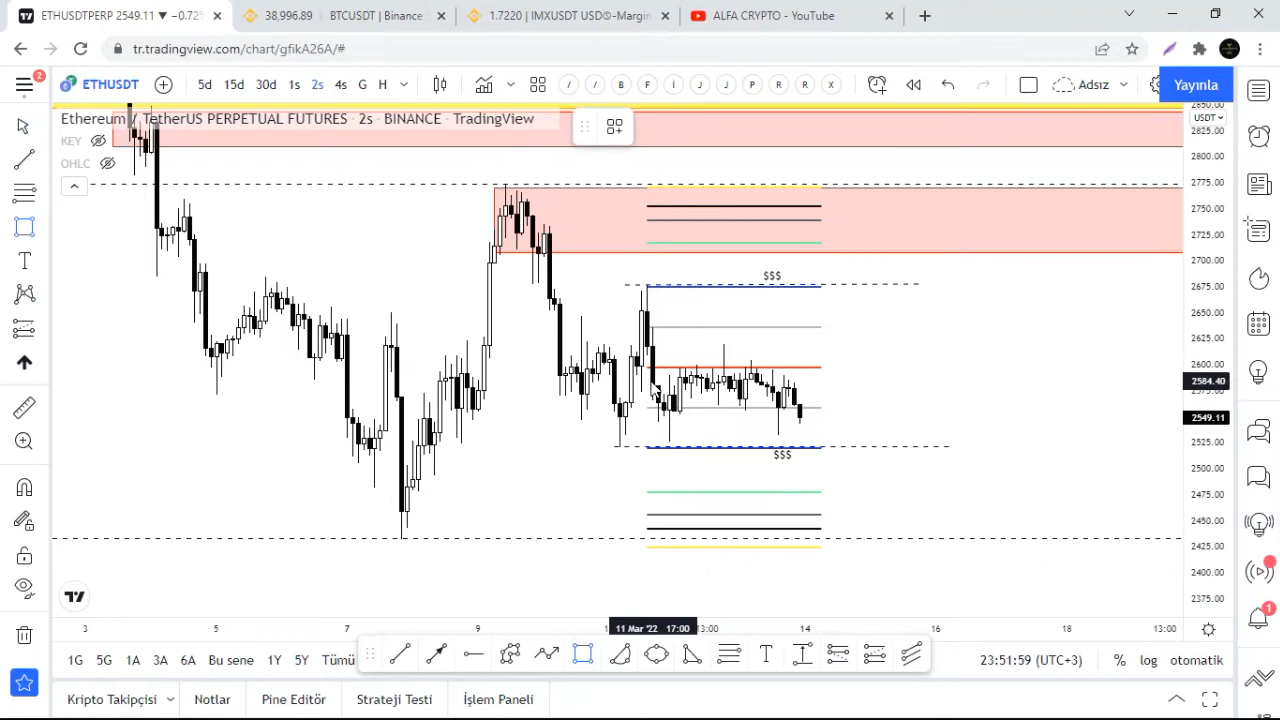 ETHUSDTPERP 2549.11 ▼ −0.72%
38,996.89
BTCUSDT | Binance
1.7220 | IMXUSDT USD®-Margin
ALFA CRYPTO - YouTube
tr.tradingview.com/chart/gfikA26A/#
2
ETHUSDT
5d 15d 30d 1s 2s 4s G H
B F İ J J P R R X
Adsız
Yayınla
Ethereum / TetherUS PERPETUAL FUTURES · 2s · BINANCE · TradingView
KEY
OHLC
USDT
2850.00
2825.00
2800.00
2775.00
2750.00
2725.00
2700.00
2675.00
2650.00
2625.00
2600.00
2584.40
2575.00
2549.11
2525.00
2500.00
2475.00
2450.00
2425.00
2400.00
2375.00
$$$
$$$
3 5 7 9 11 Mar '22 17:00 13:00 14 16 18 13:00
1G 5G 1A 3A 6A Bu sene 1Y 5Y Tümü
23:51:59 (UTC+3)
% log otomatik
Kripto Takipçisi
Notlar
Pine Editör
Strateji Testi
İşlem Paneli
1